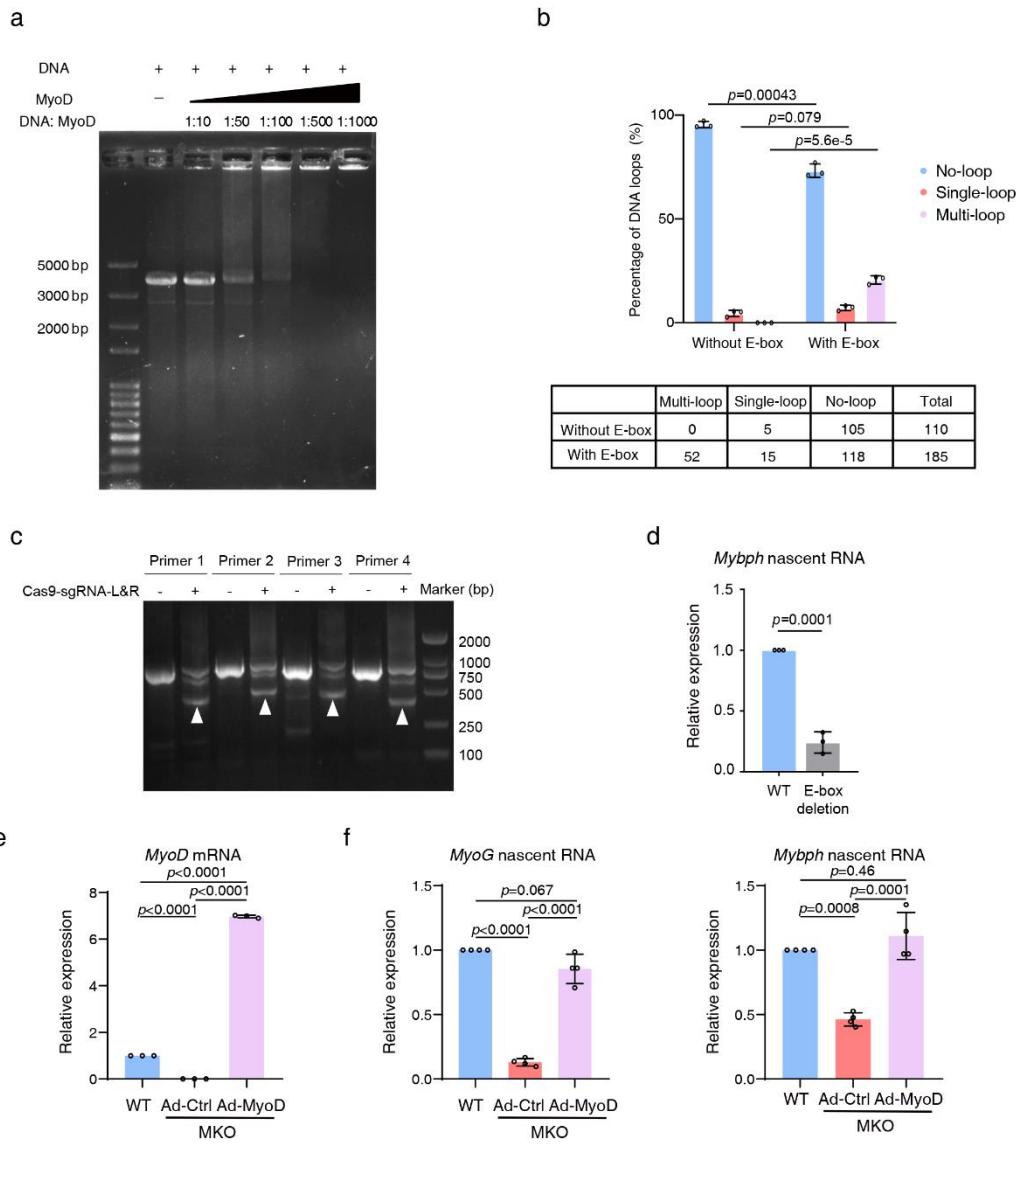 a
DNA + + + + + +
MyoD –
DNA: MyoD 1:10 1:50 1:100 1:500 1:1000
5000 bp
3000 bp
2000 bp
b
Percentage of DNA loops (%)
100
50
0
p=0.00043
p=0.079
p=5.6e-5
Without E-box With E-box
No-loop
Single-loop
Multi-loop
Multi-loop Single-loop No-loop Total
Without E-box 0 5 105 110
With E-box 52 15 118 185
c
Primer 1 Primer 2 Primer 3 Primer 4
Cas9-sgRNA-L&R - + - + - + - + Marker (bp)
2000
1000
750
500
250
100
d
Mybph nascent RNA
Relative expression
1.5
1.0
0.5
0.0
p=0.0001
WT E-box
deletion
e
MyoD mRNA
p<0.0001
p<0.0001
p<0.0001
Relative expression
8
6
4
2
0
WT Ad-Ctrl Ad-MyoD
MKO
f
MyoG nascent RNA
p=0.067
p<0.0001
p<0.0001
Relative expression
1.5
1.0
0.5
0.0
WT Ad-Ctrl Ad-MyoD
MKO
Mybph nascent RNA
p=0.46
p=0.0001
p=0.0008
Relative expression
1.5
1.0
0.5
0.0
WT Ad-Ctrl Ad-MyoD
MKO